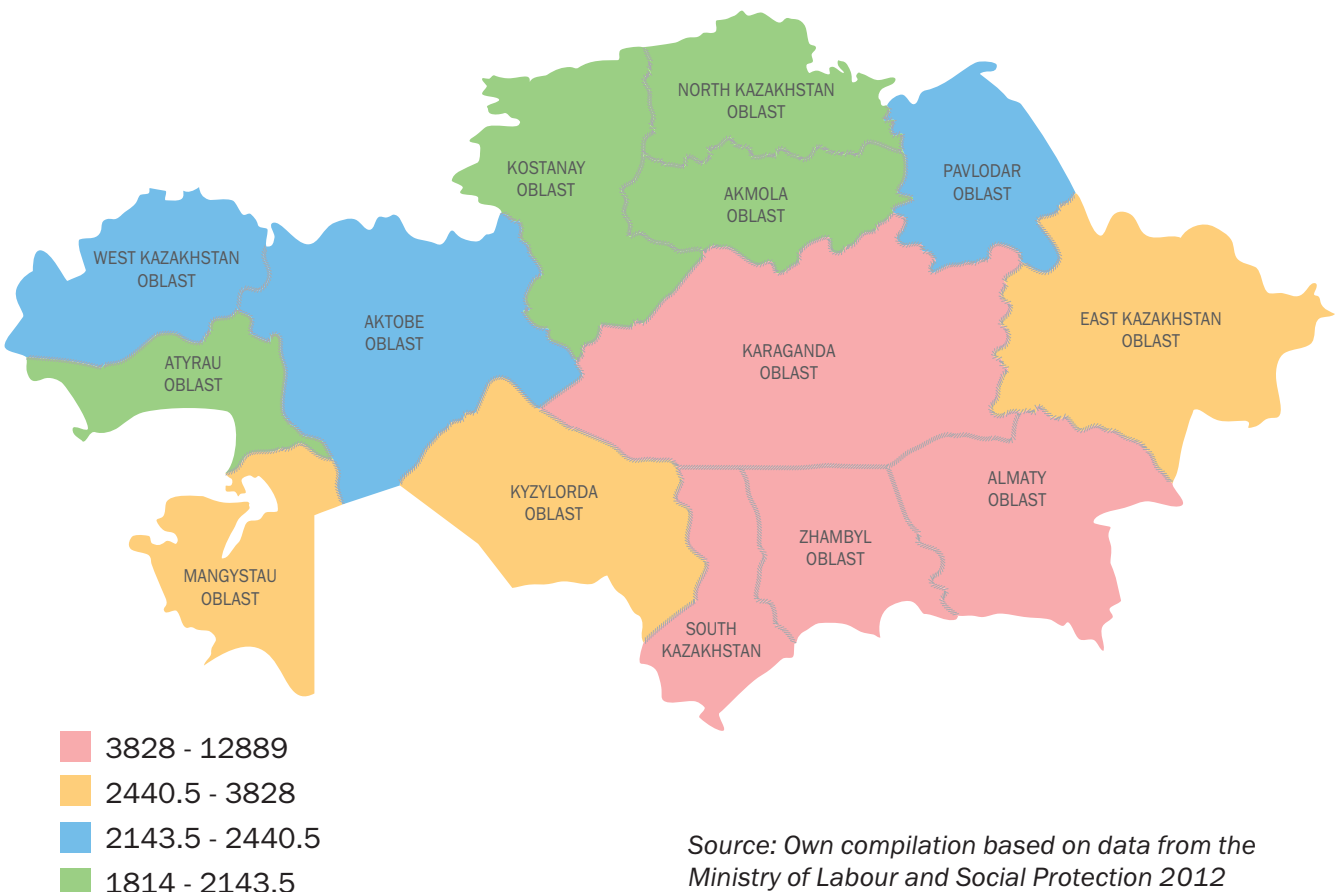 NORTH KAZAKHSTAN
OBLAST
KOSTANAY
OBLAST
AKMOLA
OBLAST
PAVLODAR
OBLAST
WEST KAZAKHSTAN
OBLAST
AKTOBE
OBLAST
EAST KAZAKHSTAN
OBLAST
ATYRAU
OBLAST
KARAGANDA
OBLAST
KYZYLORDA
OBLAST
ALMATY
OBLAST
ZHAMBYL
OBLAST
MANGYSTAU
OBLAST
SOUTH
KAZAKHSTAN
3828 - 12889
2440.5 - 3828
2143.5 - 2440.5
1814 - 2143.5
Source: Own compilation based on data from the
Ministry of Labour and Social Protection 2012